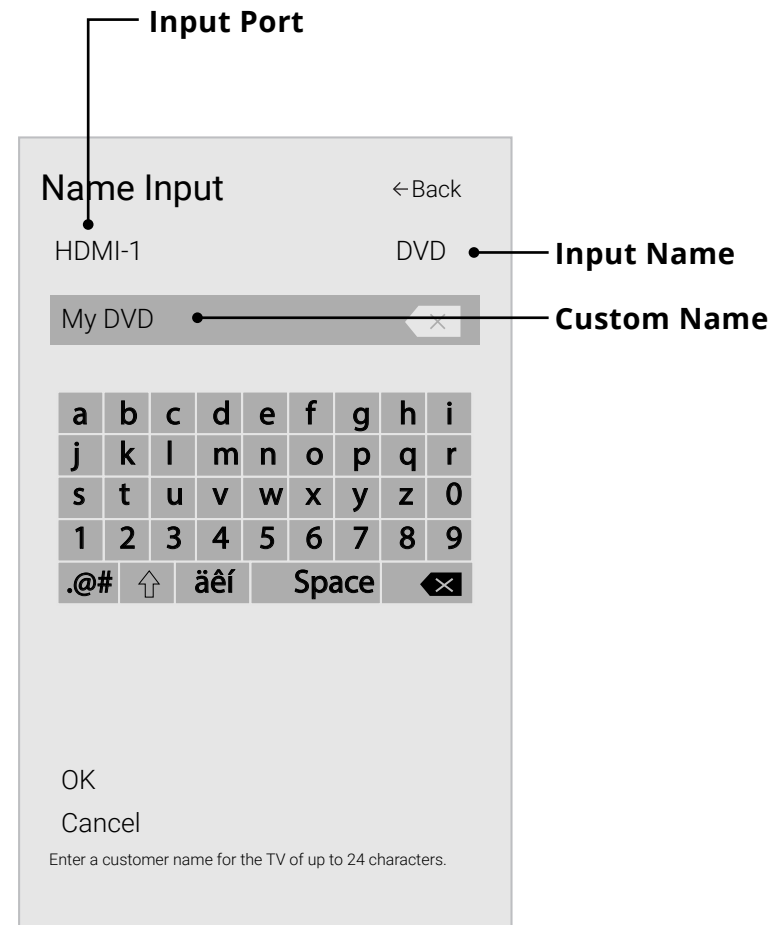 Input Port
Name Input ←Back
HDMI-1 DVD Input Name
My DVD Custom Name
a b c d e f g h i
j k l m n o p q r
s t u v w x y z 0
1 2 3 4 5 6 7 8 9
.@# äêí Space
OK
Cancel
Enter a customer name for the TV of up to 24 characters.